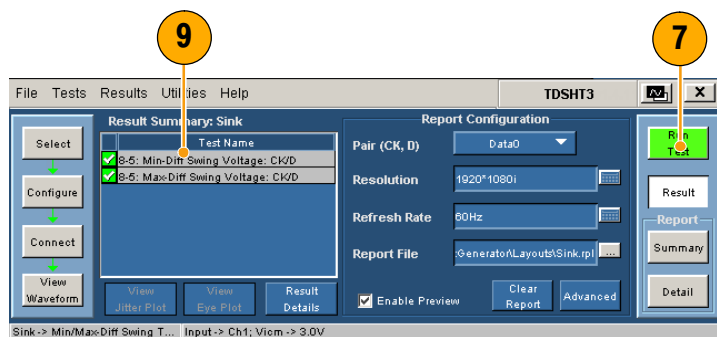 9
7
File Tests Results Utilities Help
TDSHT3
X
Select
Configure
Connect
View
Waveform
Result Summary: Sink
Test Name
8-5: Min-Diff Swing Voltage: CK/D
8-5: Max-Diff Swing Voltage: CK/D
View
Jitter Plot
View
Eye Plot
Result
Details
Report Configuration
Pair (CK, D)
Data0
Resolution
1920*1080i
Refresh Rate
60Hz
Report File
:Generator\Layouts\Sink.rpl
...
Enable Preview
Clear
Report
Advanced
Run
Test
Result
Report
Summary
Detail
Sink-> Min/Max-Diff Swing T...
Input-> Ch1; Vicm -> 3.0V